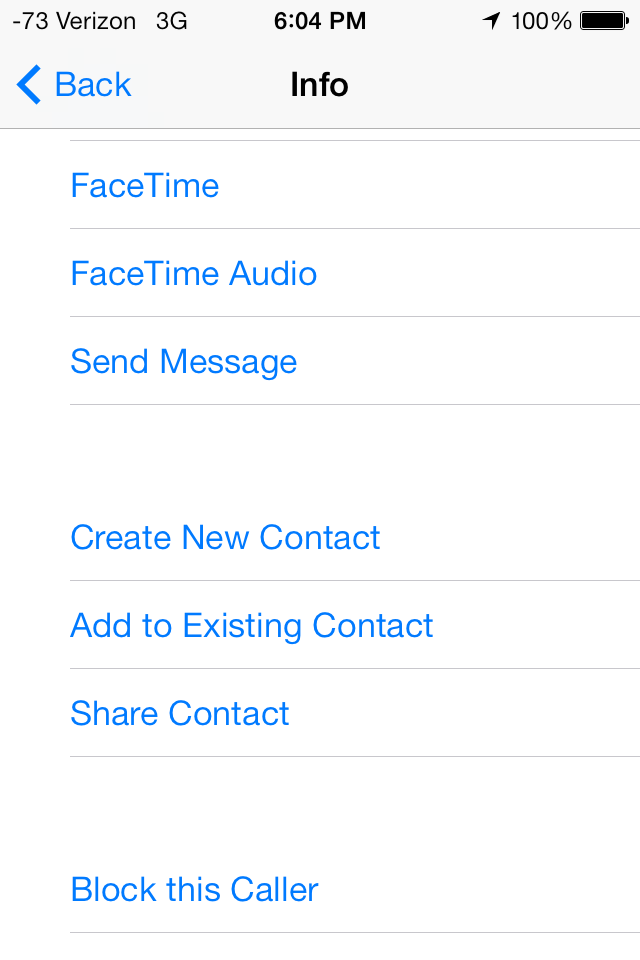 -73 Verizon 3G 6:04 PM 100%
Back Info
FaceTime
FaceTime Audio
Send Message
Create New Contact
Add to Existing Contact
Share Contact
Block this Caller